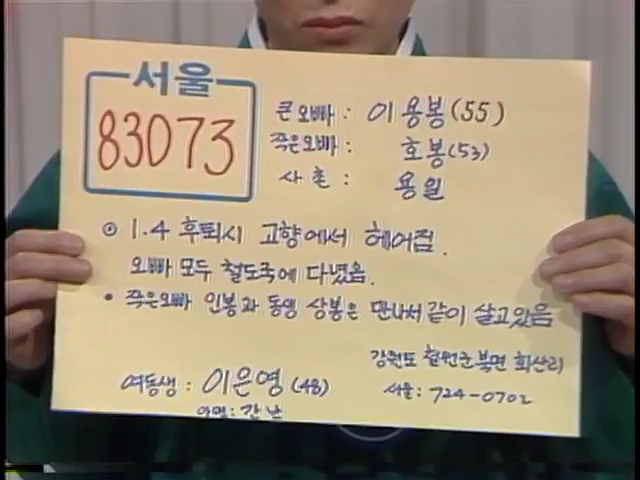 서울
83073
큰오빠 : 이용봉(55)
작은오빠 : 호봉(53)
사촌 : 용일
⊙ 1.4 후퇴시 고향에서 헤어짐.
오빠 모두 철도국에 다녔음.
• 작은오빠 인봉과 동생 상봉은 만나서 같이 살고있음
강원도 철원군 북면 회산리
여동생 : 이은영(48)
아명 : 간난
서울 : 724-0702